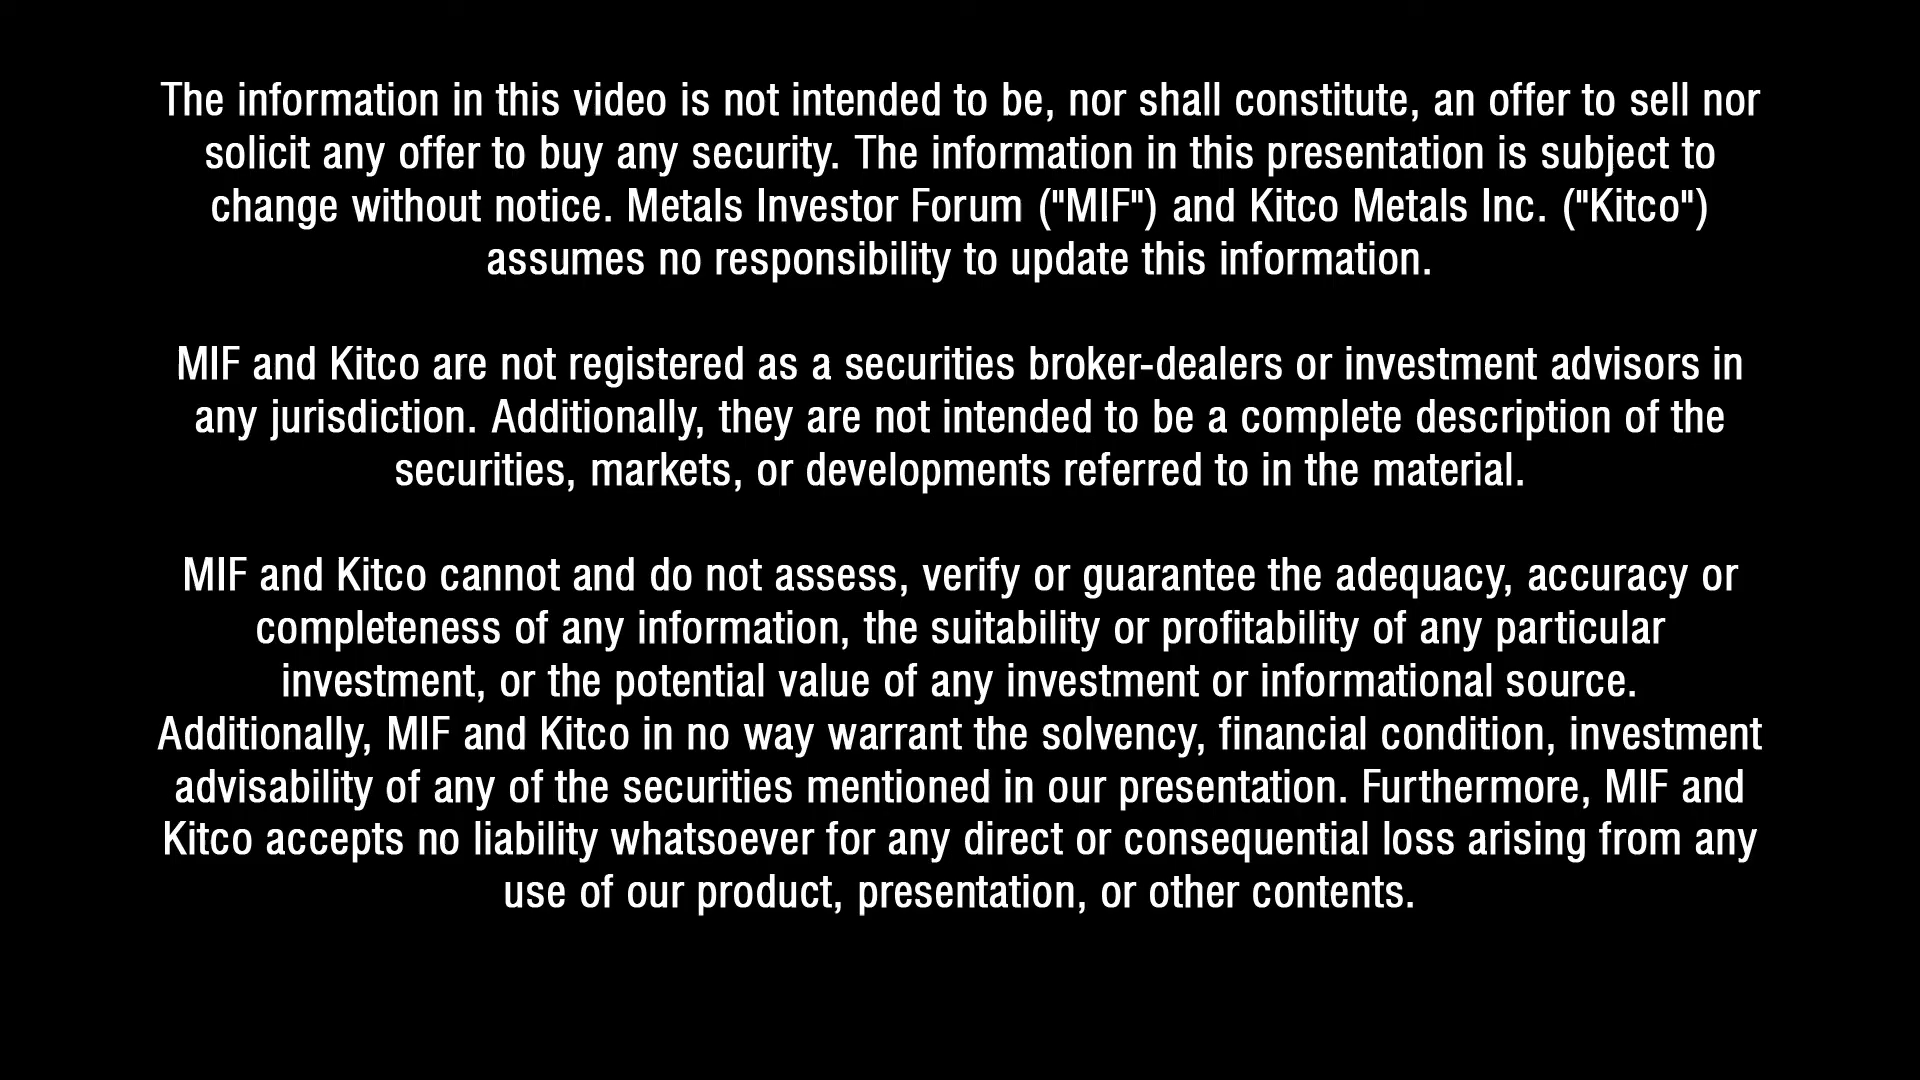 The information in this video is not intended to be, nor shall constitute, an offer to sell nor
solicit any offer to buy any security. The information in this presentation is subject to
change without notice. Metals Investor Forum ("MIF") and Kitco Metals Inc. ("Kitco")
assumes no responsibility to update this information.
MIF and Kitco are not registered as a securities broker-dealers or investment advisors in
any jurisdiction. Additionally, they are not intended to be a complete description of the
securities, markets, or developments referred to in the material.
MIF and Kitco cannot and do not assess, verify or guarantee the adequacy, accuracy or
completeness of any information, the suitability or profitability of any particular
investment, or the potential value of any investment or informational source.
Additionally, MIF and Kitco in no way warrant the solvency, financial condition, investment
advisability of any of the securities mentioned in our presentation. Furthermore, MIF and
Kitco accepts no liability whatsoever for any direct or consequential loss arising from any
use of our product, presentation, or other contents.